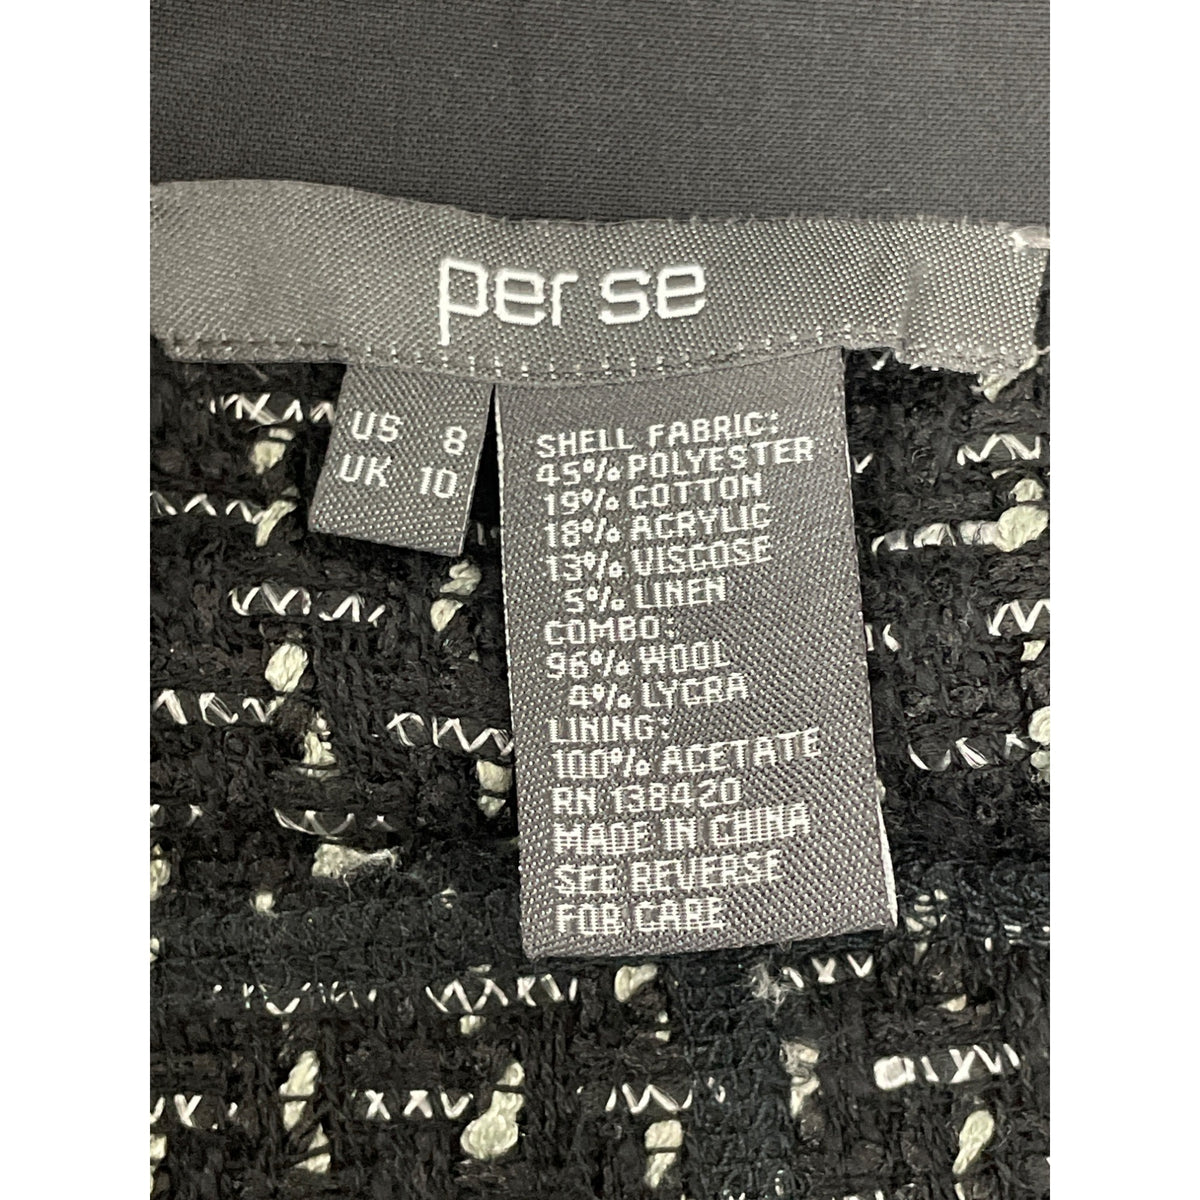 per se
US 8
UK 10
SHELL FABRIC:
45% POLYESTER
19% COTTON
18% ACRYLIC
13% VISCOSE
5% LINEN
COMBO:
96% WOOL
4% LYCRA
LINING:
100% ACETATE
RN 138420
MADE IN CHINA
SEE REVERSE
FOR CARE